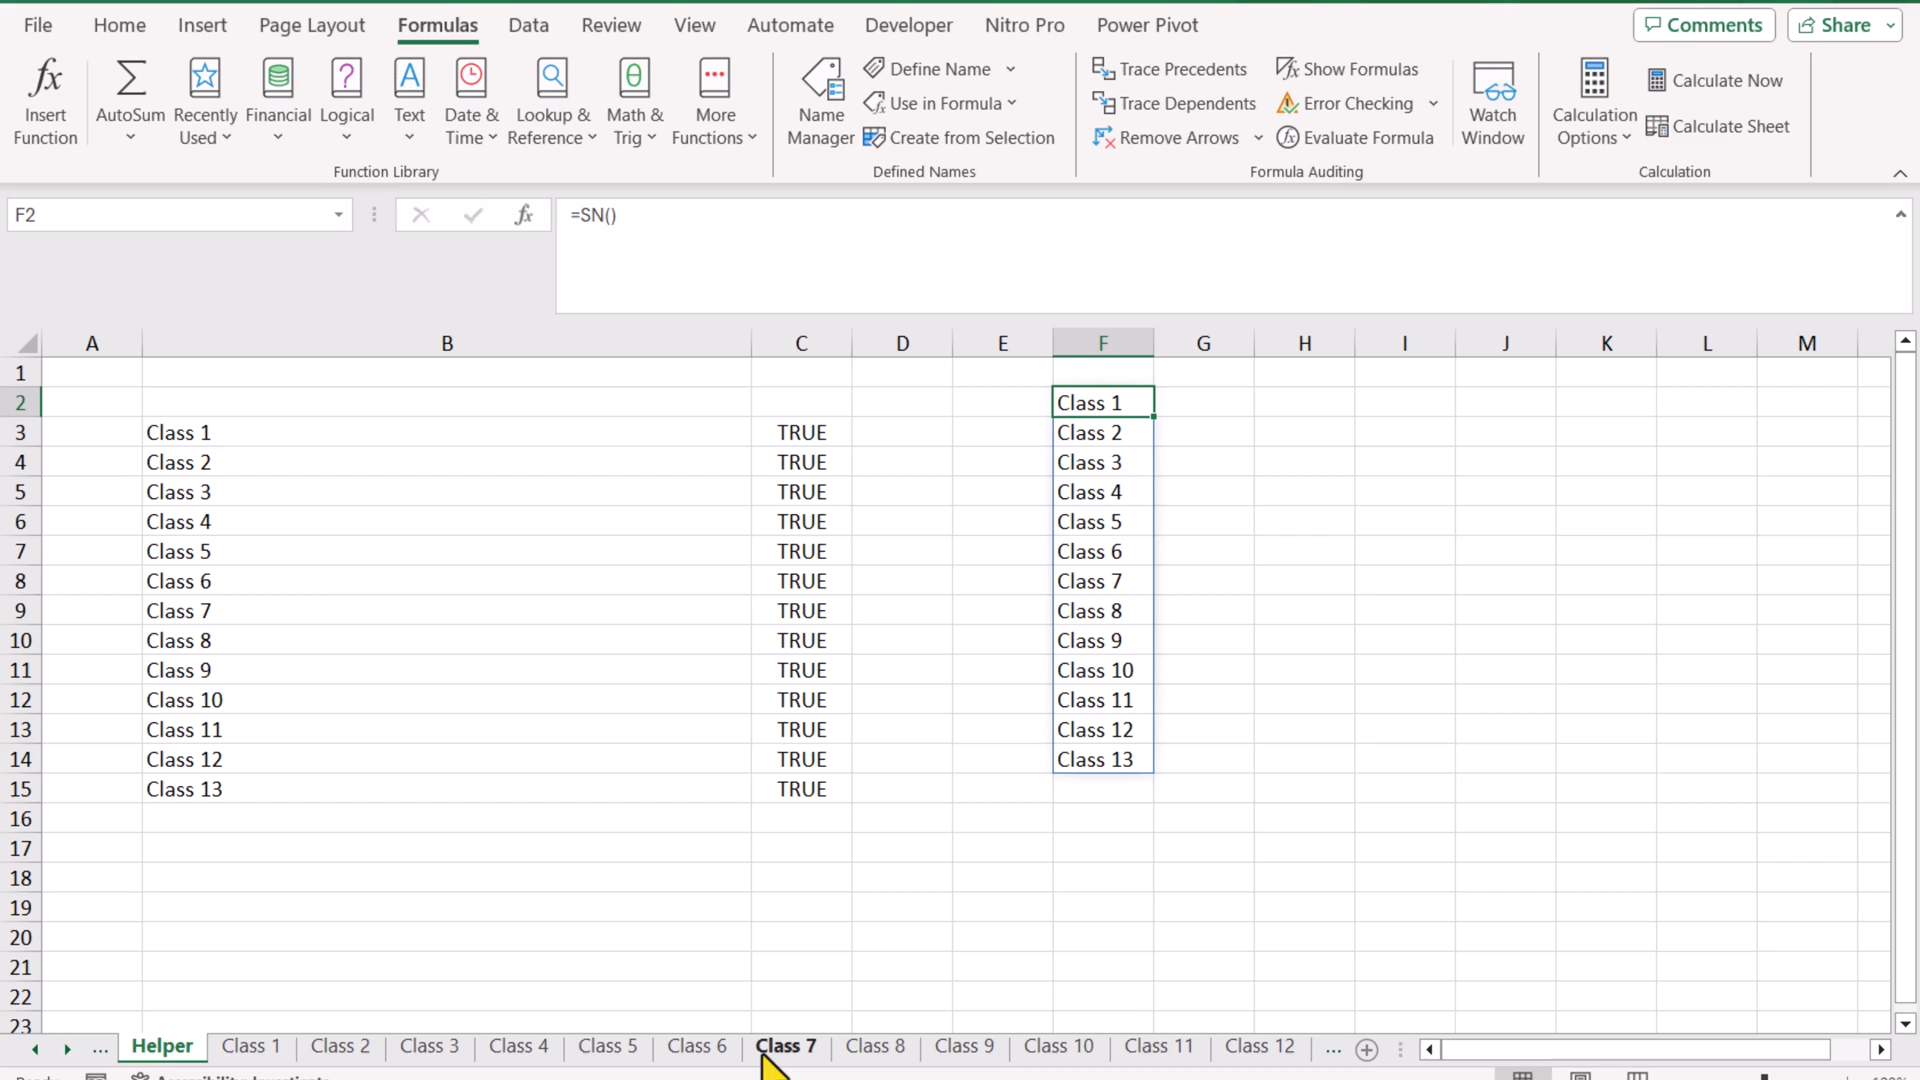 File Home Insert Page Layout Formulas Data Review View Automate Developer Nitro Pro Power Pivot Comments Share
Insert Function
AutoSum
Recently Used
Financial
Logical
Text
Date & Time
Lookup & Reference
Math & Trig
More Functions
Function Library
Name Manager
Define Name
Use in Formula
Create from Selection
Defined Names
Trace Precedents
Trace Dependents
Remove Arrows
Show Formulas
Error Checking
Evaluate Formula
Formula Auditing
Watch Window
Calculation Options
Calculate Now
Calculate Sheet
Calculation
F2 fx =SN()
A B C D E F G H I J K L M
1
2 Class 1
3 Class 1 TRUE Class 2
4 Class 2 TRUE Class 3
5 Class 3 TRUE Class 4
6 Class 4 TRUE Class 5
7 Class 5 TRUE Class 6
8 Class 6 TRUE Class 7
9 Class 7 TRUE Class 8
10 Class 8 TRUE Class 9
11 Class 9 TRUE Class 10
12 Class 10 TRUE Class 11
13 Class 11 TRUE Class 12
14 Class 12 TRUE Class 13
15 Class 13 TRUE
16
17
18
19
20
21
22
23
... Helper Class 1 Class 2 Class 3 Class 4 Class 5 Class 6 Class 7 Class 8 Class 9 Class 10 Class 11 Class 12 ...